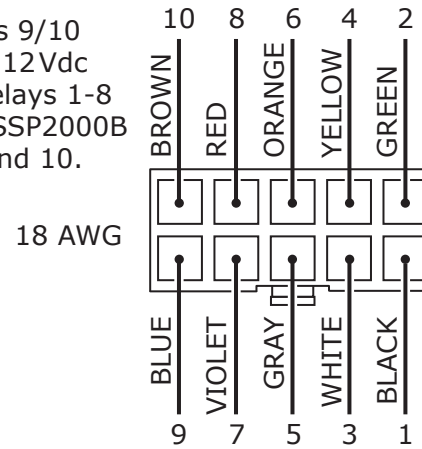 s 9/10
12Vdc
elays 1-8
SSP2000B
nd 10.
18 AWG
10 8 6 4 2
BROWN RED ORANGE YELLOW GREEN
BLUE VIOLET GRAY WHITE BLACK
9 7 5 3 1